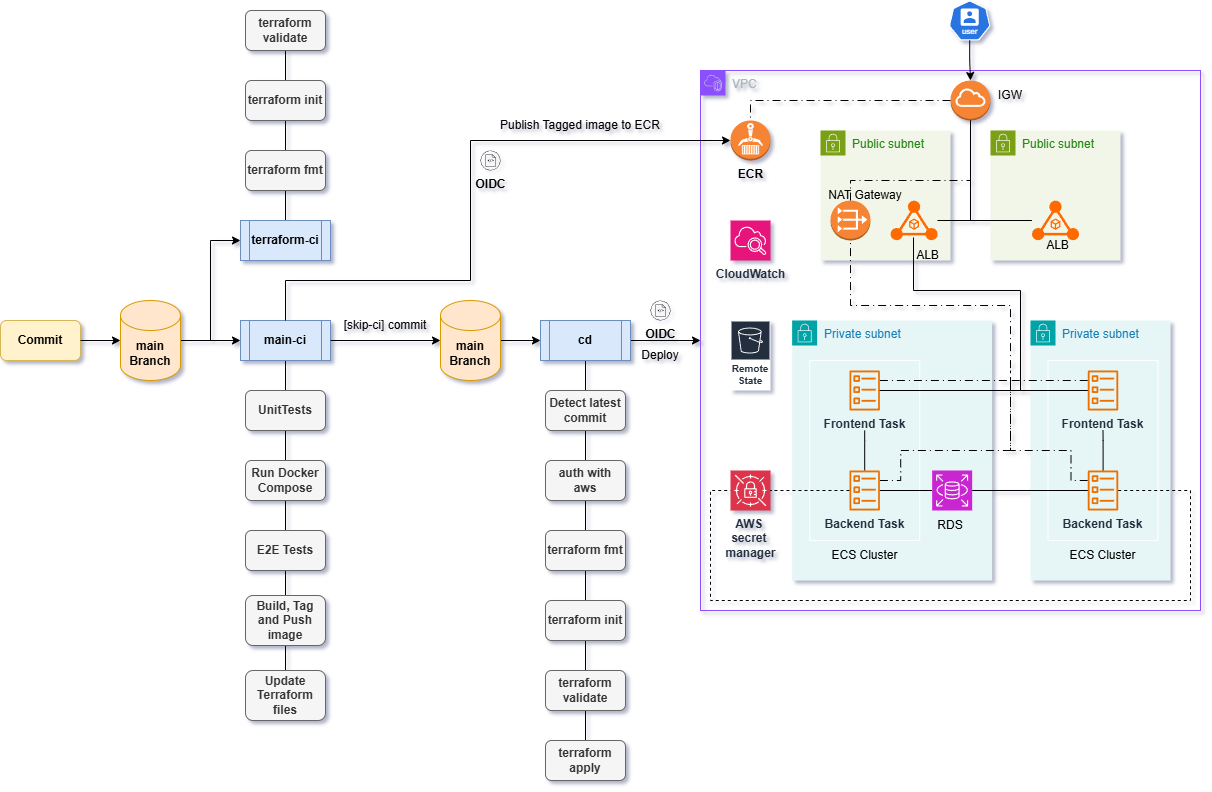 terraform
validate
terraform init
terraform fmt
terraform-ci
Commit
main
Branch
main-ci
UnitTests
Run Docker
Compose
E2E Tests
Build, Tag
and Push
image
Update
Terraform
files
Publish Tagged image to ECR
OIDC
[skip-ci] commit
main
Branch
cd
OIDC
Deploy
Detect latest
commit
auth with
aws
terraform fmt
terraform init
terraform
validate
terraform
apply
user
VPC
IGW
ECR
Public subnet
NAT Gateway
ALB
Public subnet
ALB
CloudWatch
Remote
State
AWS
secret
manager
Private subnet
Frontend Task
Backend Task
ECS Cluster
RDS
Private subnet
Frontend Task
Backend Task
ECS Cluster